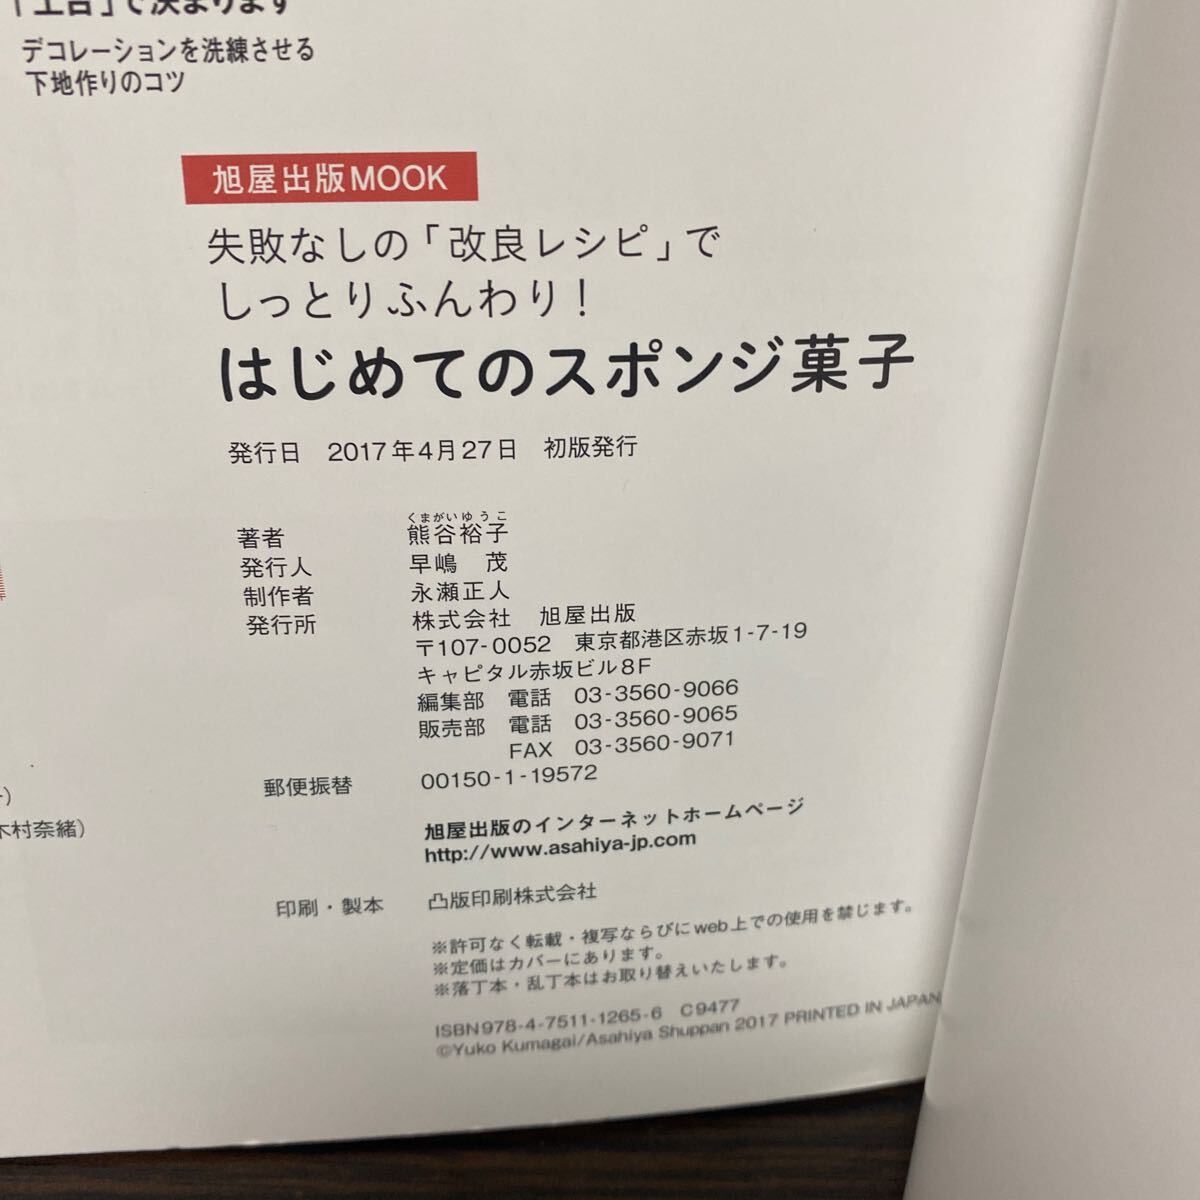 「土台」で決まります
デコレーションを洗練させる
下地作りのコツ
旭屋出版MOOK
失敗なしの「改良レシピ」で
しっとりふんわり!
はじめてのスポンジ菓子
発行日 2017年4月27日 初版発行
くまがいゆうこ
著者 熊谷裕子
発行人 早嶋 茂
制作者 永瀬正人
発行所 株式会社 旭屋出版
〒107-0052 東京都港区赤坂1-7-19
キャピタル赤坂ビル8F
編集部 電話 03-3560-9066
販売部 電話 03-3560-9065
FAX 03-3560-9071
郵便振替 00150-1-19572
木村奈緒)
旭屋出版のインターネットホームページ
http://www.asahiya-jp.com
印刷・製本 凸版印刷株式会社
※許可なく転載・複写ならびにweb上での使用を禁じます。
※定価はカバーにあります。
※落丁本・乱丁本はお取り替えいたします。
ISBN978-4-7511-1265-6 C9477
©Yuko Kumagai/Asahiya Shuppan 2017 PRINTED IN JAPAN